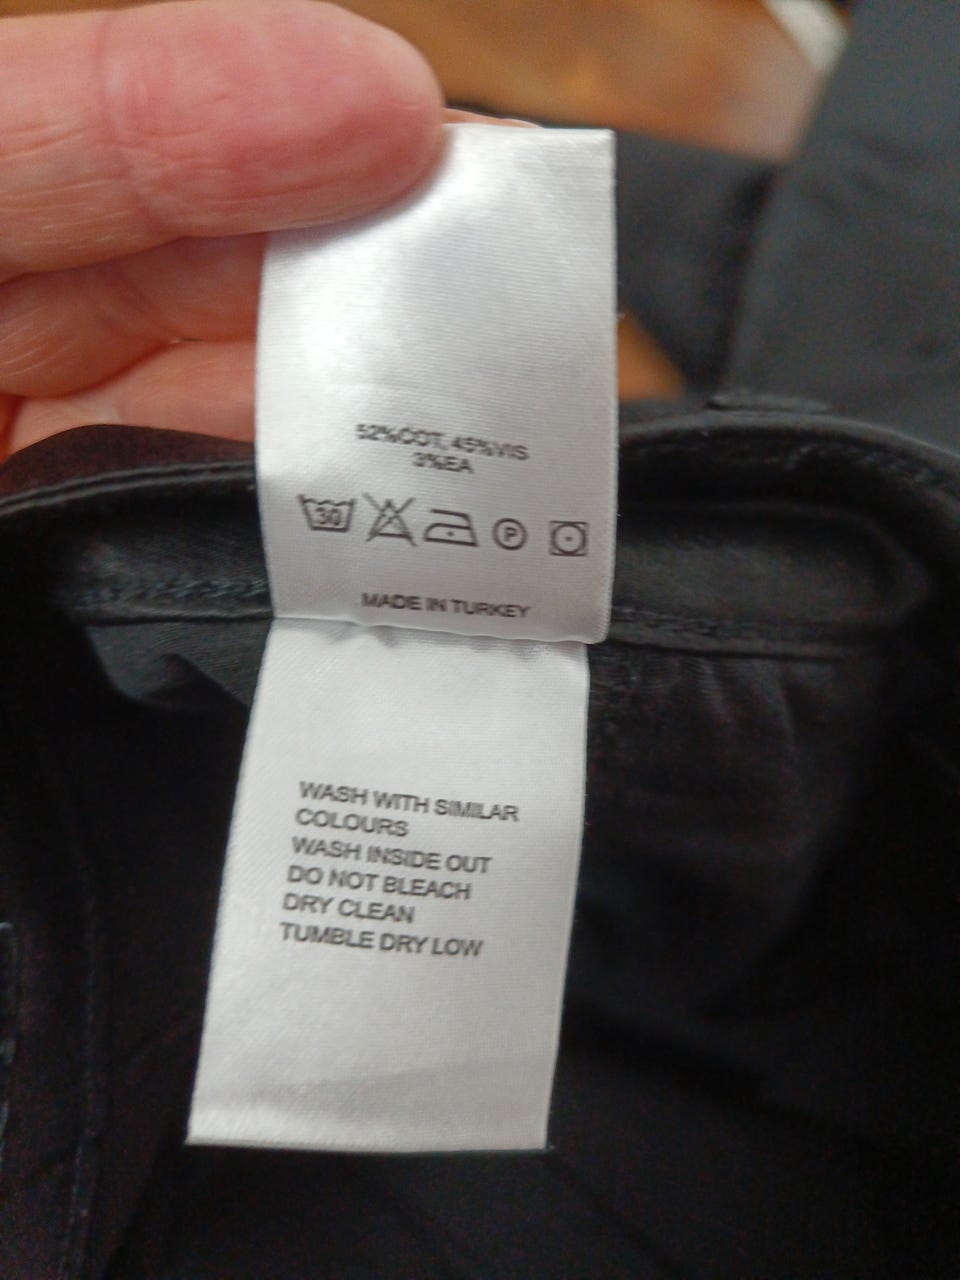 52%COT, 45%VIS
3%EA
30 P
MADE IN TURKEY
WASH WITH SIMILAR
COLOURS
WASH INSIDE OUT
DO NOT BLEACH
DRY CLEAN
TUMBLE DRY LOW